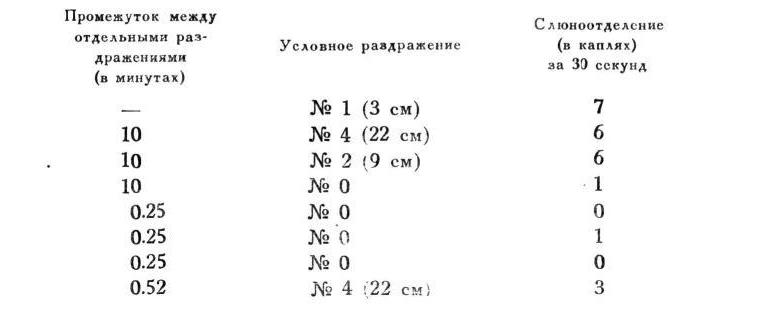 Промежуток между
отдельными раз-
дражениями
(в минутах)
Условное раздражение
Слюноотделение
(в каплях)
за 30 секунд
— № 1 (3 см) 7
10 № 4 (22 см) 6
10 № 2 (9 см) 6
10 № 0 1
0.25 № 0 0
0.25 № 0 1
0.25 № 0 0
0.52 № 4 (22 см) 3